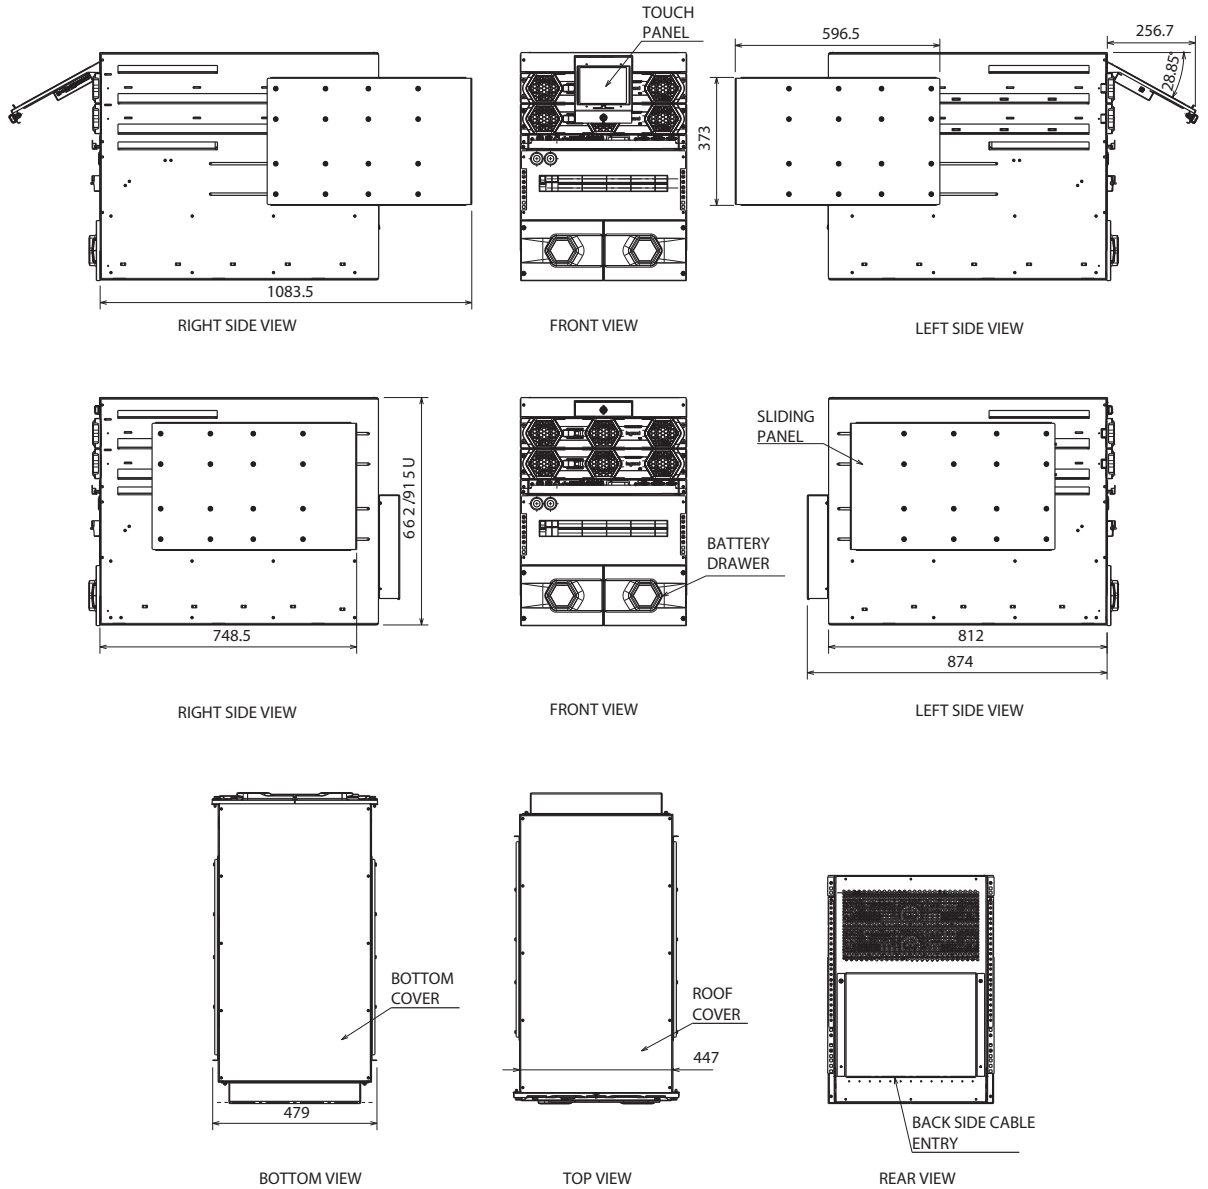 TOUCH
PANEL
596.5
256.7
28.85°
373
1083.5
RIGHT SIDE VIEW
FRONT VIEW
LEFT SIDE VIEW
SLIDING
PANEL
662/915U
BATTERY
DRAWER
748.5
812
874
RIGHT SIDE VIEW
FRONT VIEW
LEFT SIDE VIEW
BOTTOM
COVER
ROOF
COVER
447
479
BACK SIDE CABLE
ENTRY
BOTTOM VIEW
TOP VIEW
REAR VIEW